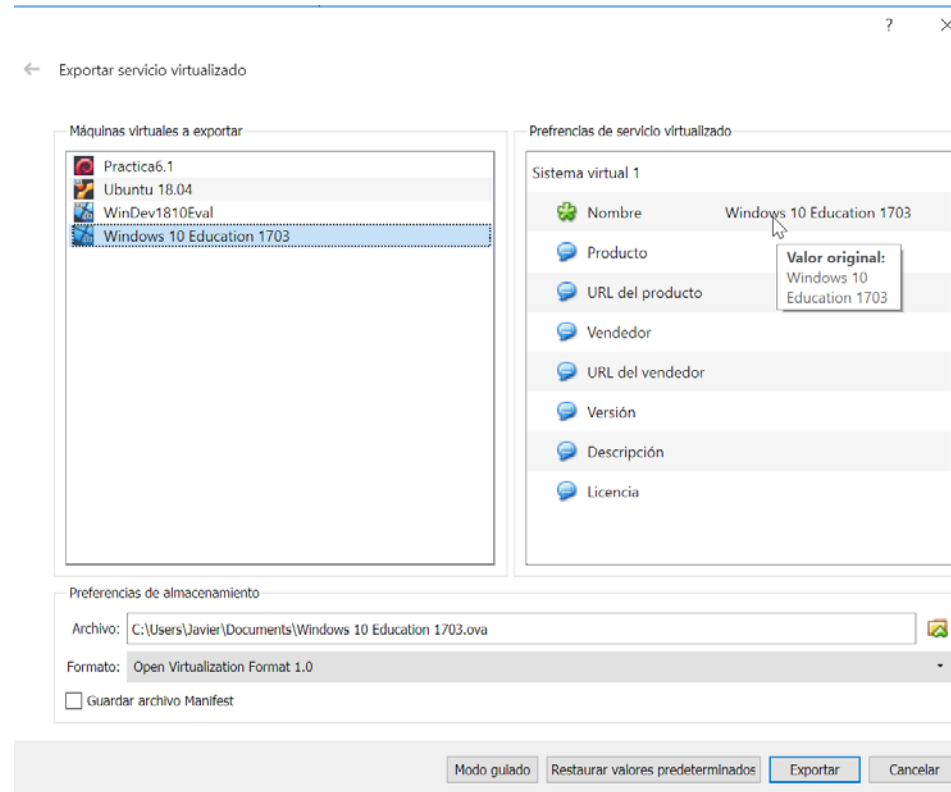 ?
Exportar servicio virtualizado
Máquinas virtuales a exportar
Practica6.1
Ubuntu 18.04
WinDev1810Eval
Windows 10 Education 1703
Prefrencias de servicio virtualizado
Sistema virtual 1
Nombre Windows 10 Education 1703
Producto
Valor original:
Windows 10
Education 1703
URL del producto
Vendedor
URL del vendedor
Versión
Descripción
Licencia
Preferencias de almacenamiento
Archivo: C:\Users\Javier\Documents\Windows 10 Education 1703.ova
Formato: Open Virtualization Format 1.0
Guardar archivo Manifest
Modo guiado Restaurar valores predeterminados Exportar Cancelar